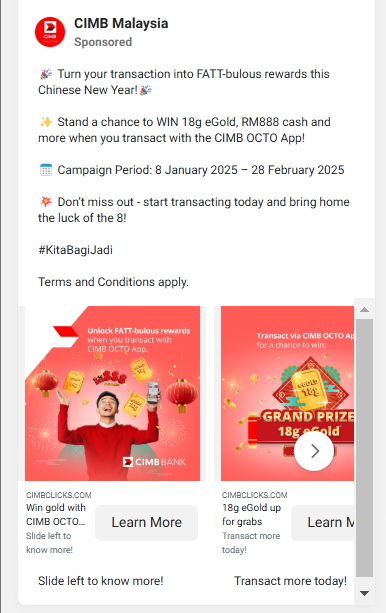 CIMB Malaysia
Sponsored
🎉 Turn your transaction into FATT-bulous rewards this
Chinese New Year!🎉
✨ Stand a chance to WIN 18g eGold, RM888 cash and
more when you transact with the CIMB OCTO App!
🗓️ Campaign Period: 8 January 2025 – 28 February 2025
💥 Don't miss out - start transacting today and bring home
the luck of the 8!
#KitaBagiJadi
Terms and Conditions apply.
Unlock FATT-bulous rewards
when you transact with
CIMB OCTO App.
CIMB BANK
Transact via CIMB OCTO Ap
for a chance to win:
eGOLD
18g
GRAND PRIZE
18g eGold
CIMBCLICKS.COM
Win gold with
CIMB OCTO...
Slide left to
know more!
Learn More
CIMBCLICKS.COM
18g eGold up
for grabs
Transact more
today!
Learn M
Slide left to know more!
Transact more today!